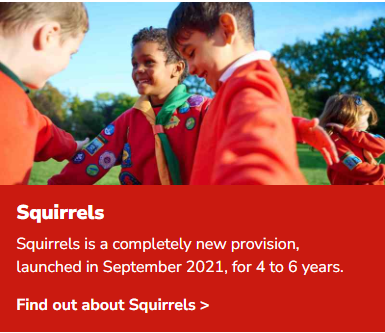 Squirrels
Squirrels is a completely new provision,
launched in September 2021, for 4 to 6 years.
Find out about Squirrels >